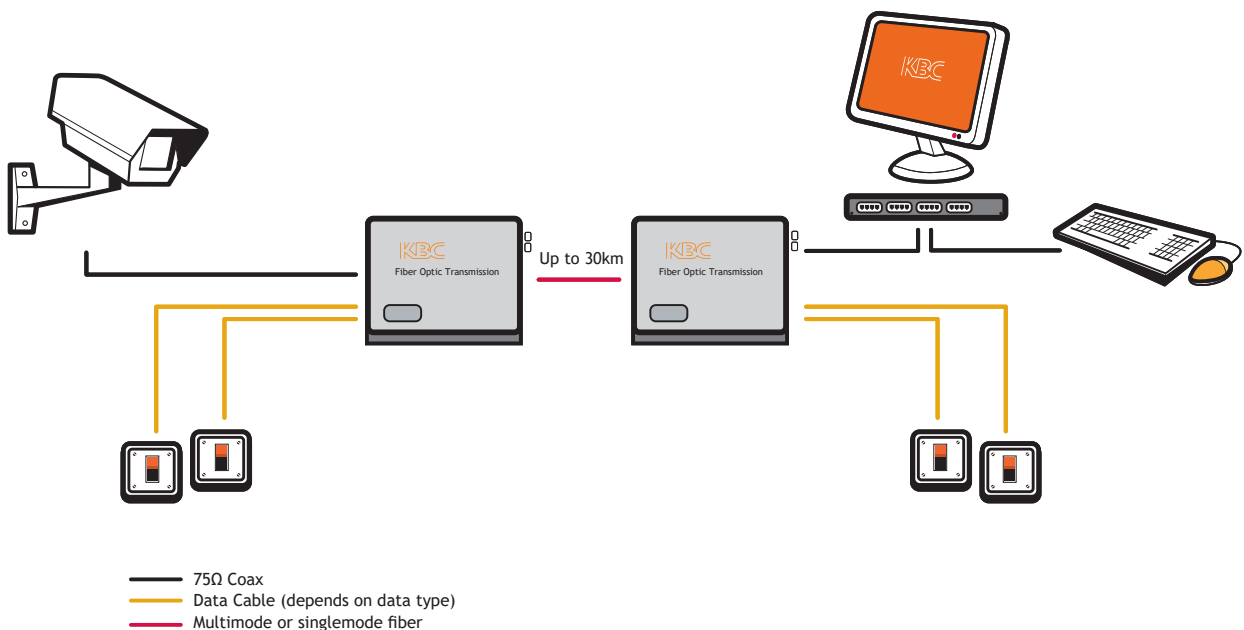 KBC
KBC
Fiber Optic Transmission
Up to 30km
KBC
Fiber Optic Transmission
75Ω Coax
Data Cable (depends on data type)
Multimode or singlemode fiber